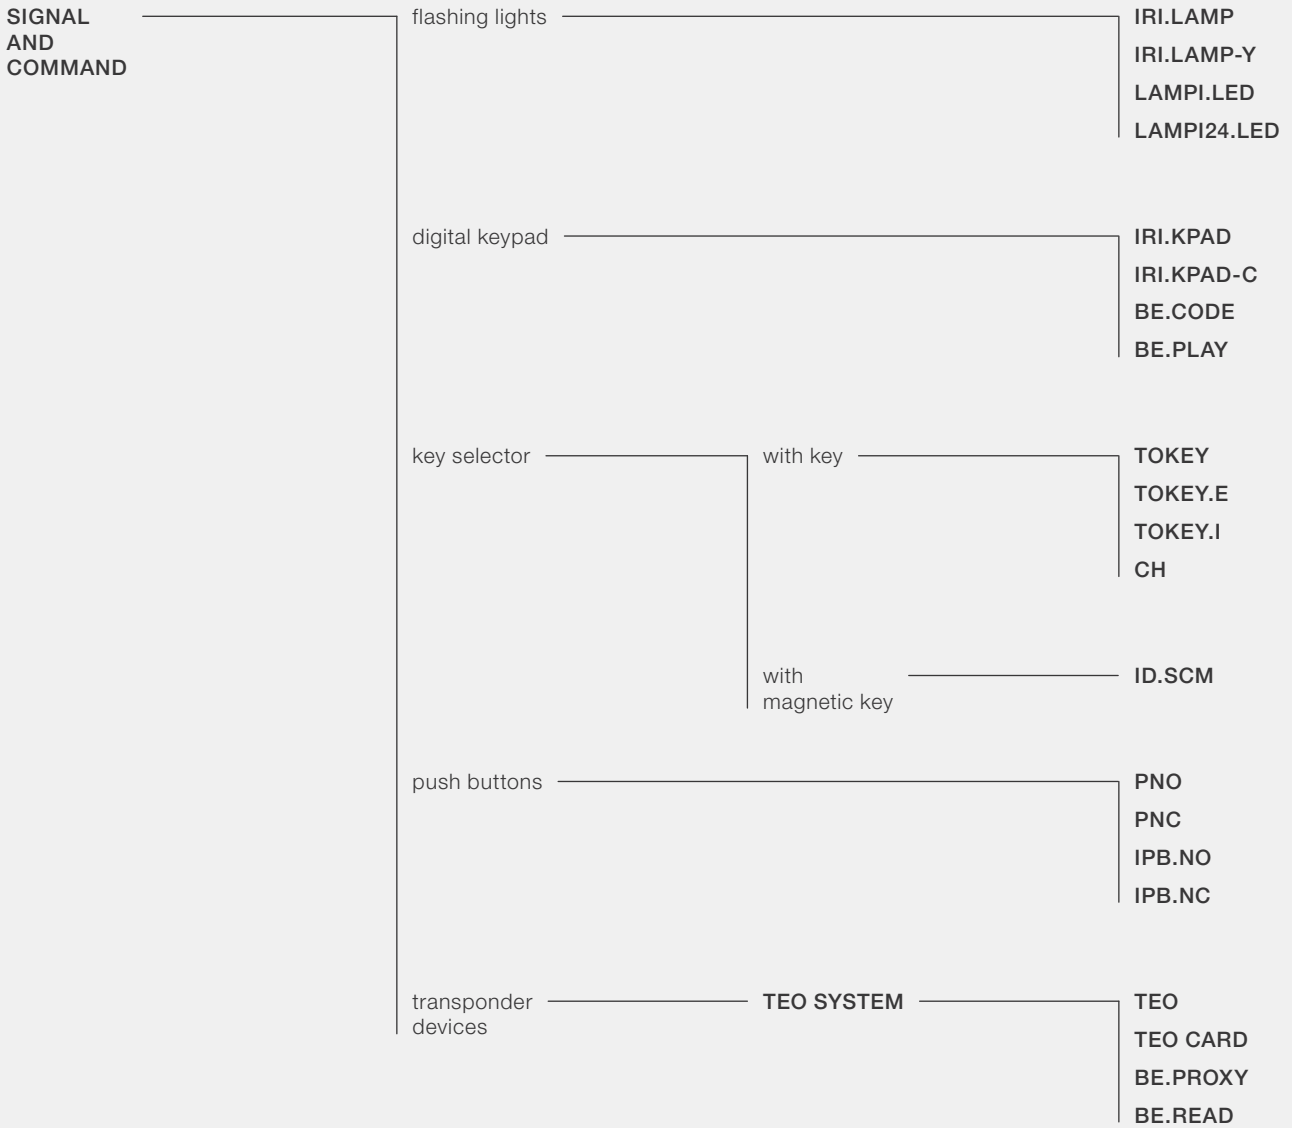 SIGNAL
AND
COMMAND
flashing lights
IRI.LAMP
IRI.LAMP-Y
LAMPI.LED
LAMPI24.LED
digital keypad
IRI.KPAD
IRI.KPAD-C
BE.CODE
BE.PLAY
key selector
with key
TOKEY
TOKEY.E
TOKEY.I
CH
with
magnetic key
ID.SCM
push buttons
PNO
PNC
IPB.NO
IPB.NC
transponder
devices
TEO SYSTEM
TEO
TEO CARD
BE.PROXY
BE.READ